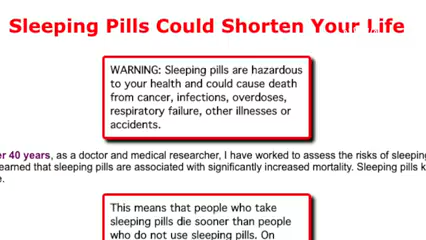 Sleeping Pills Could Shorten Your Life
WARNING: Sleeping pills are hazardous
to your health and could cause death
from cancer, infections, overdoses,
respiratory failure, other illnesses or
accidents.
er 40 years, as a doctor and medical researcher, I have worked to assess the risks of sleeping
earned that sleeping pills are associated with significantly increased mortality. Sleeping pills k
e.
This means that people who take
sleeping pills die sooner than people
who do not use sleeping pills. On